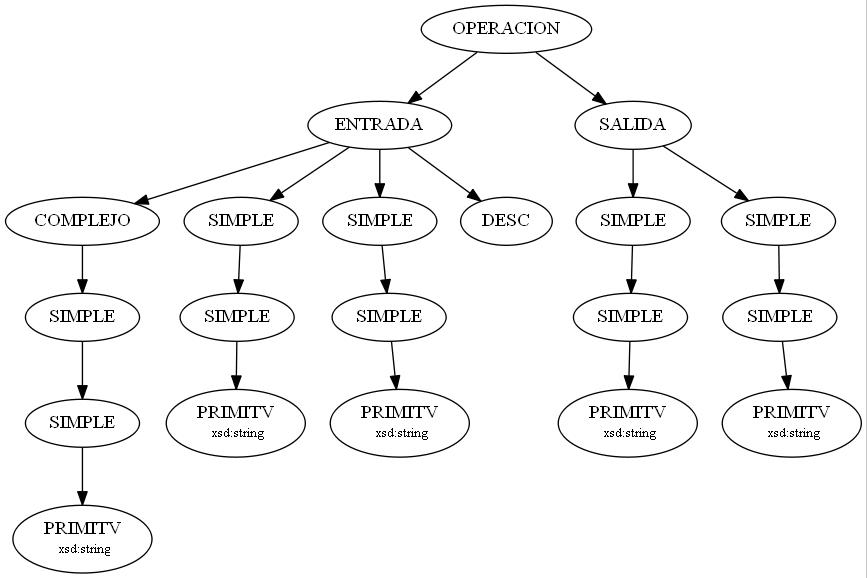 OPERACION
ENTRADA
SALIDA
COMPLEJO
SIMPLE
SIMPLE
DESC
SIMPLE
SIMPLE
SIMPLE
SIMPLE
SIMPLE
SIMPLE
SIMPLE
SIMPLE
PRIMITV
xsd:string
PRIMITV
xsd:string
PRIMITV
xsd:string
PRIMITV
xsd:string
PRIMITV
xsd:string